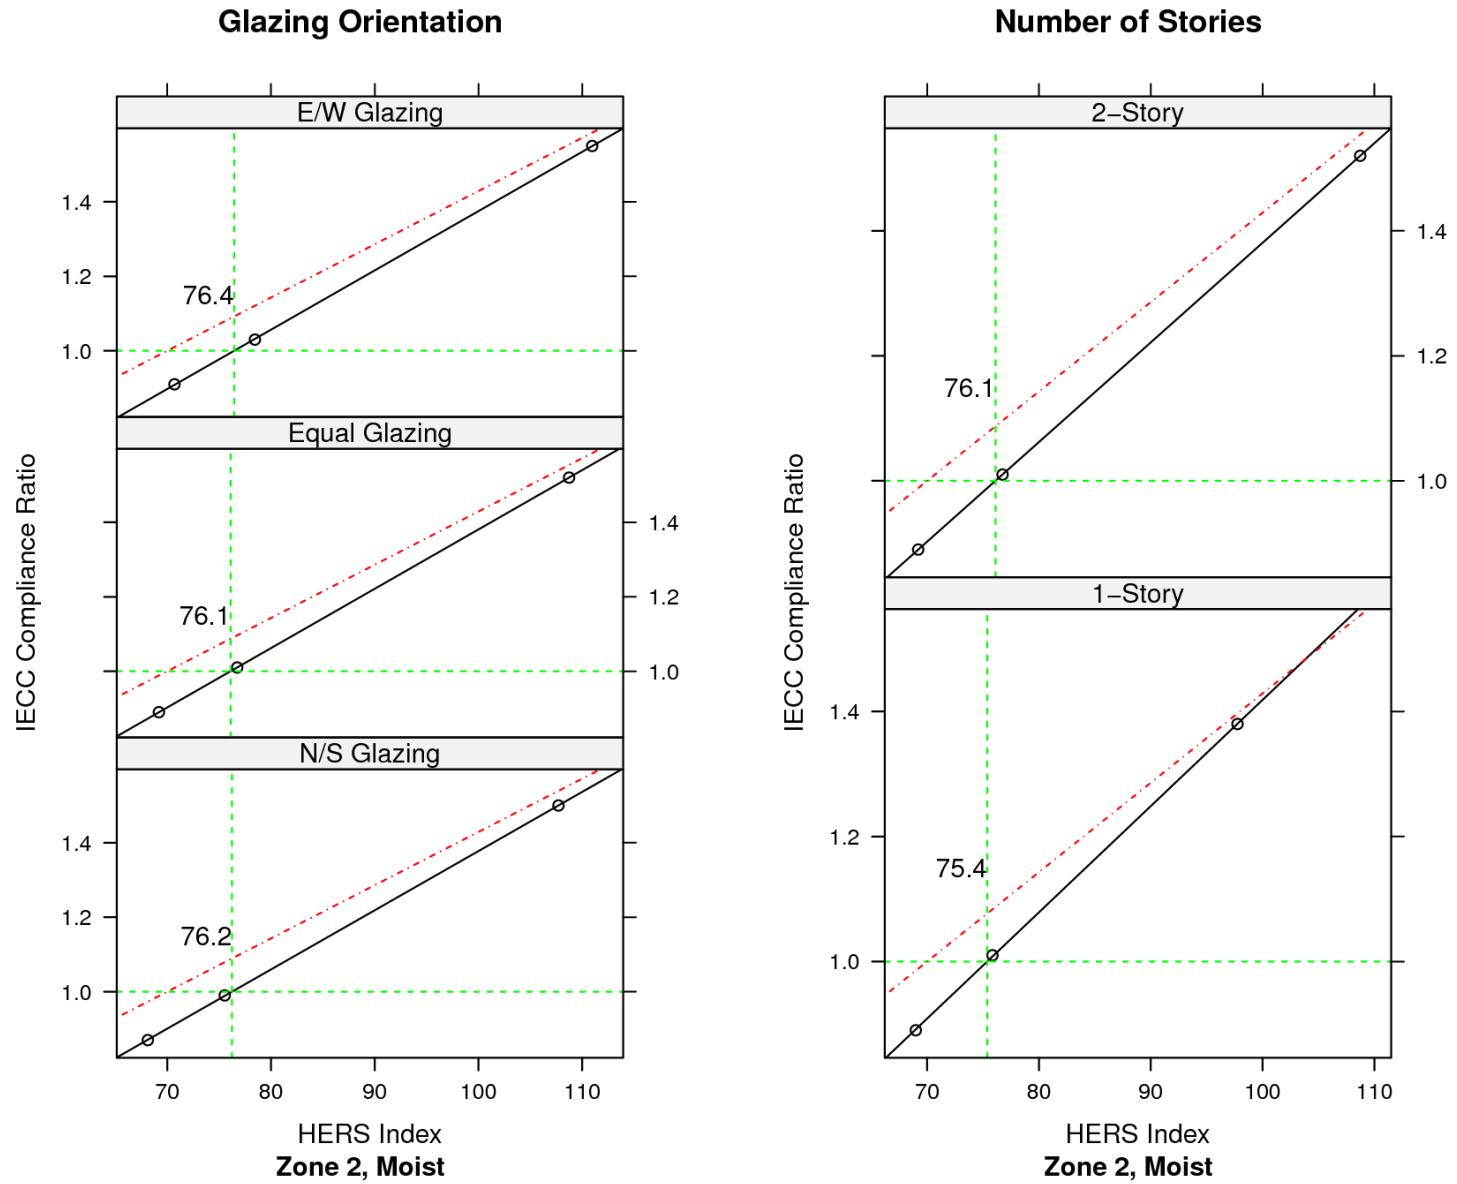 Glazing Orientation
E/W Glazing
1.4
1.2
1.0
76.4
Equal Glazing
1.4
1.2
1.0
76.1
N/S Glazing
1.4
1.2
1.0
76.2
IECC Compliance Ratio
70 80 90 100 110
HERS Index
Zone 2, Moist
Number of Stories
2−Story
1.4
1.2
1.0
76.1
1−Story
1.4
1.2
1.0
75.4
IECC Compliance Ratio
70 80 90 100 110
HERS Index
Zone 2, Moist